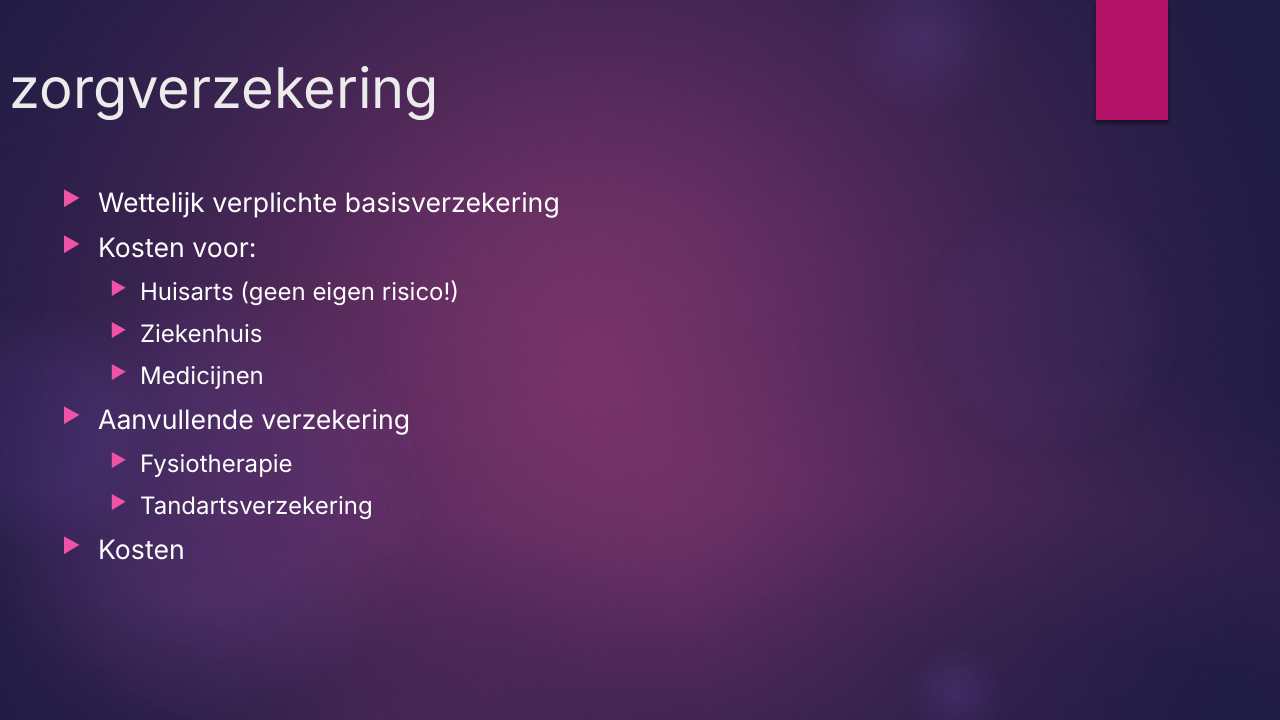 zorgverzekering
Wettelijk verplichte basisverzekering
Kosten voor:
Huisarts (geen eigen risico!)
Ziekenhuis
Medicijnen
Aanvullende verzekering
Fysiotherapie
Tandartsverzekering
Kosten